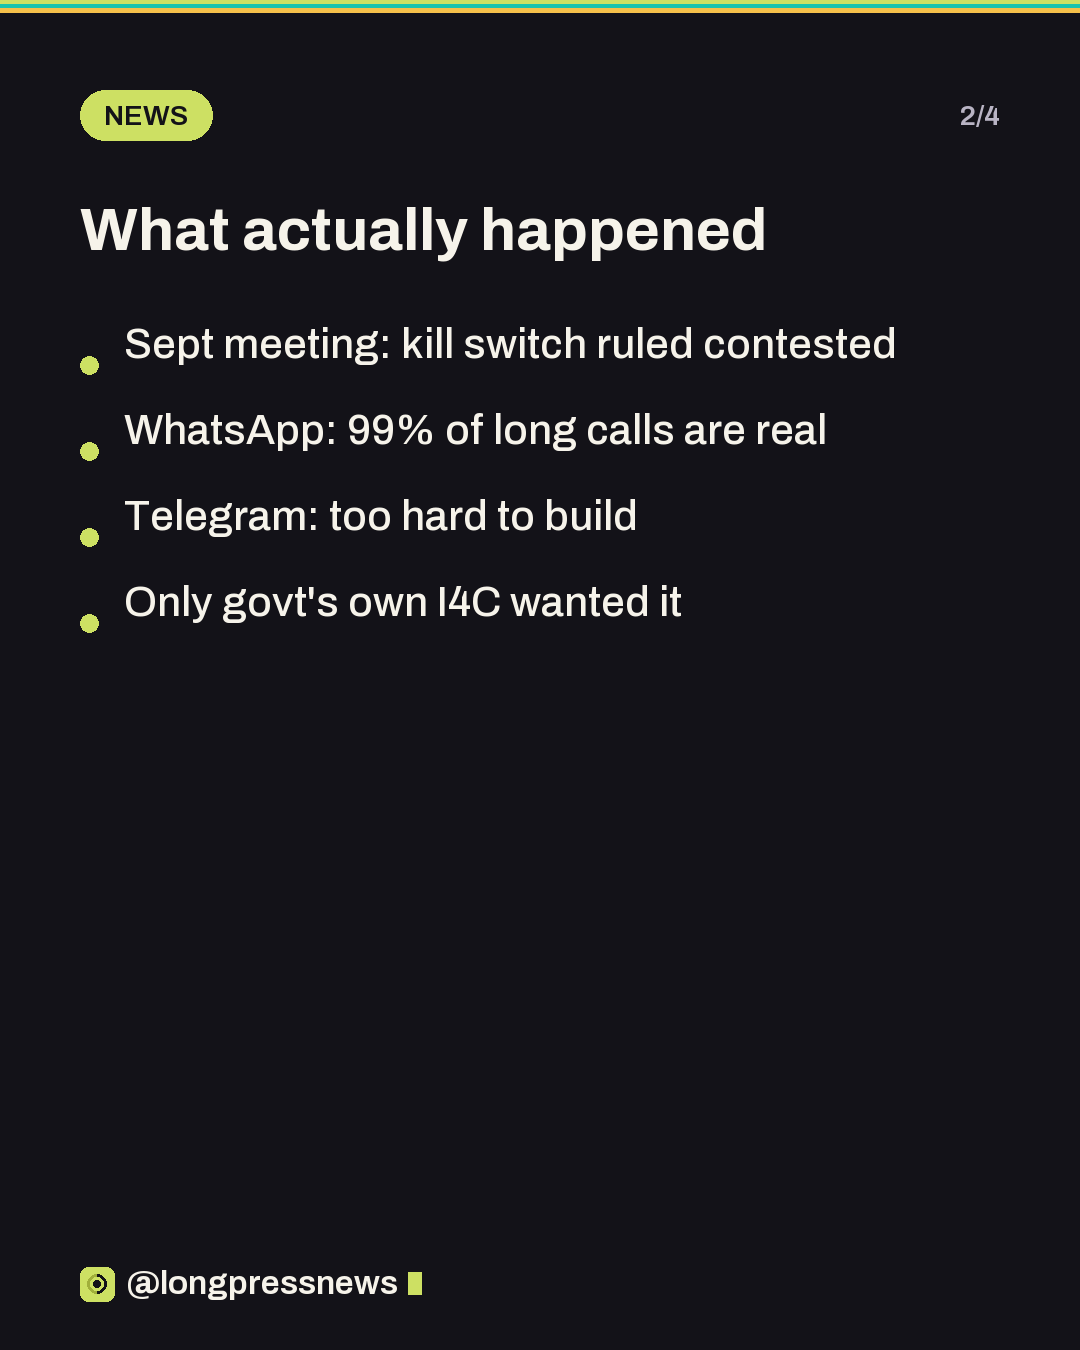 NEWS
2/4
What actually happened
Sept meeting: kill switch ruled contested
WhatsApp: 99% of long calls are real
Telegram: too hard to build
Only govt's own I4C wanted it
@longpressnews